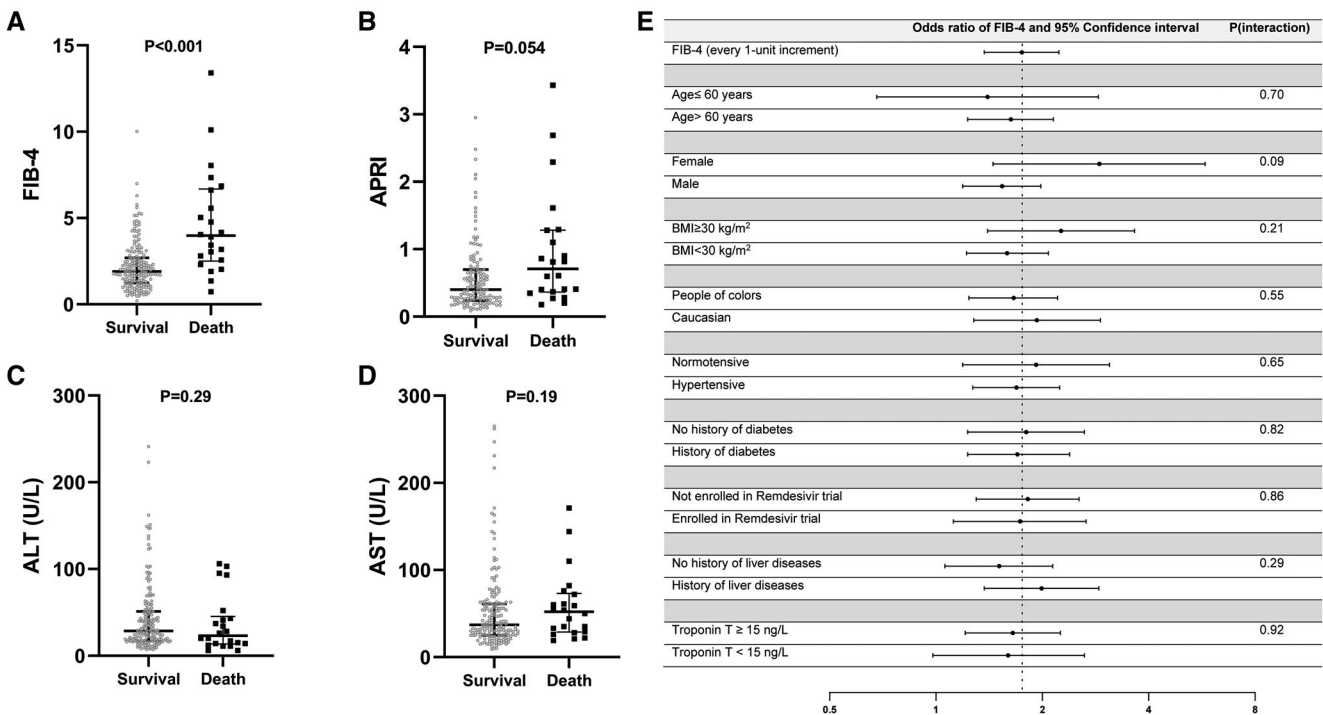 A
P<0.001
FIB-4
15
10
5
0
Survival Death
B
P=0.054
APRI
4
3
2
1
0
Survival Death
C
P=0.29
ALT (U/L)
300
200
100
0
Survival Death
D
P=0.19
AST (U/L)
300
200
100
0
Survival Death
E
Odds ratio of FIB-4 and 95% Confidence interval P(interaction)
FIB-4 (every 1-unit increment)
Age≤ 60 years 0.70
Age> 60 years
Female 0.09
Male
BMI≥30 kg/m² 0.21
BMI<30 kg/m²
People of colors 0.55
Caucasian
Normotensive 0.65
Hypertensive
No history of diabetes 0.82
History of diabetes
Not enrolled in Remdesivir trial 0.86
Enrolled in Remdesivir trial
No history of liver diseases 0.29
History of liver diseases
Troponin T ≥ 15 ng/L 0.92
Troponin T < 15 ng/L
0.5 1 2 4 8